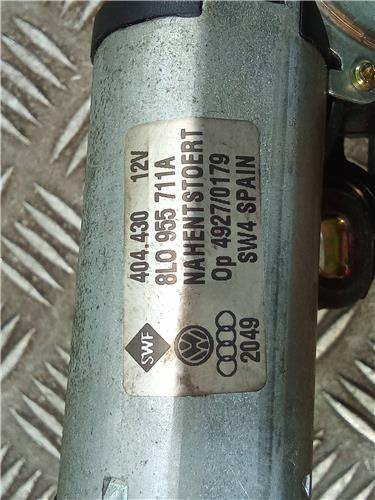 404.430 12V
8L0 955 711A
NAHENTSTOERT
Op 4927/0179
SW4 SPAIN
SWF
2049